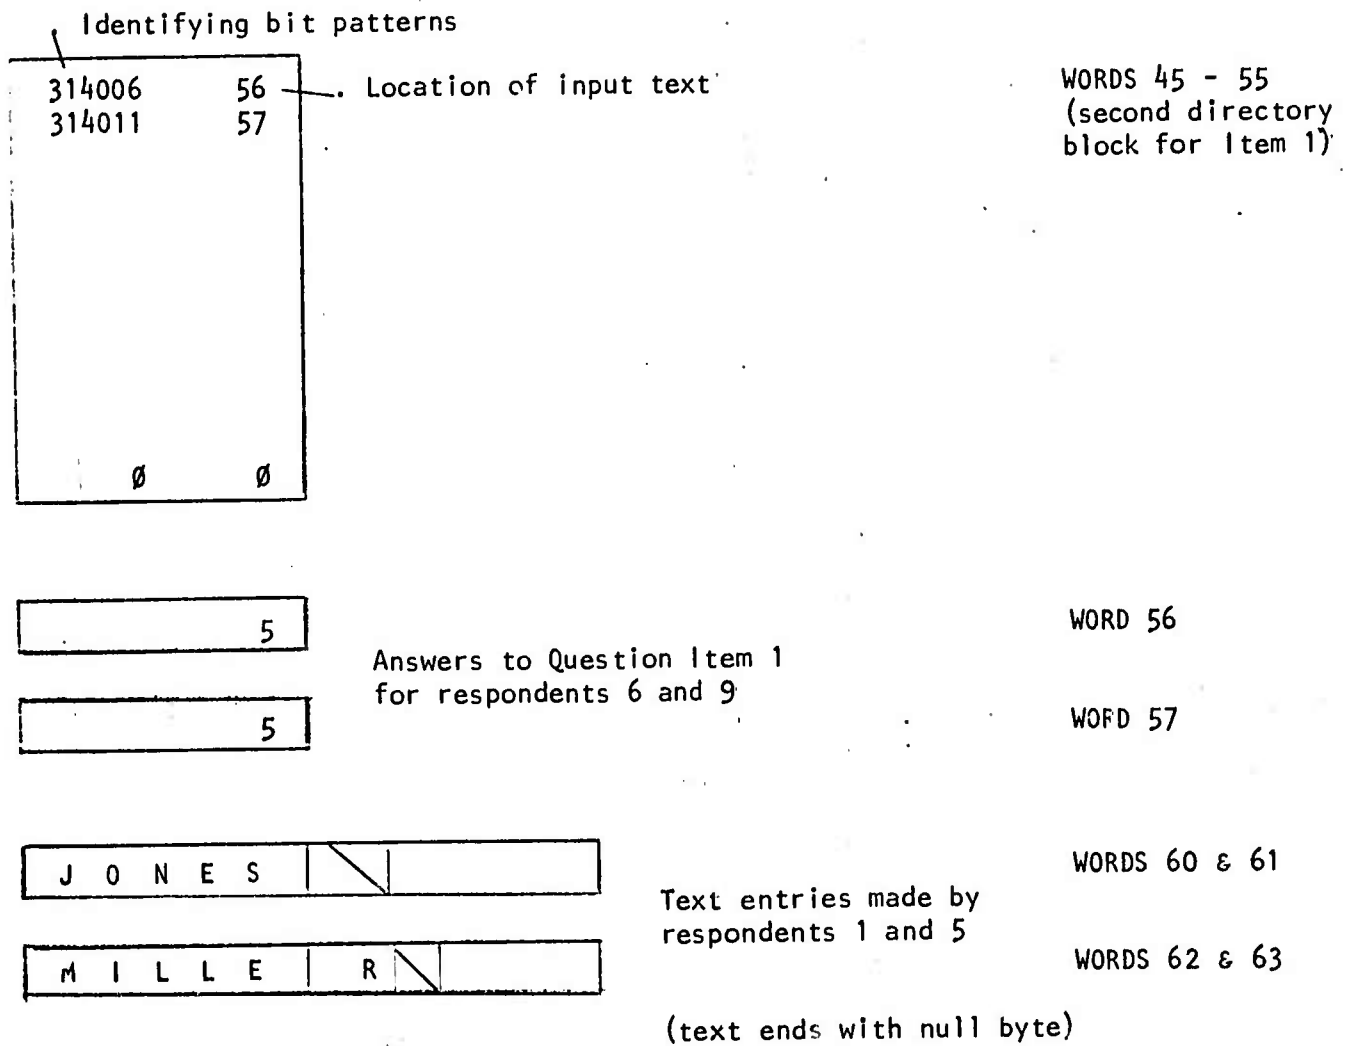 Identifying bit patterns
314006 56 Location of input text
314011 57
WORDS 45 - 55
(second directory
block for Item 1)
Ø Ø
5
WORD 56
Answers to Question Item 1
for respondents 6 and 9
5
WORD 57
J O N E S
WORDS 60 & 61
Text entries made by
respondents 1 and 5
M I L L E R
WORDS 62 & 63
(text ends with null byte)